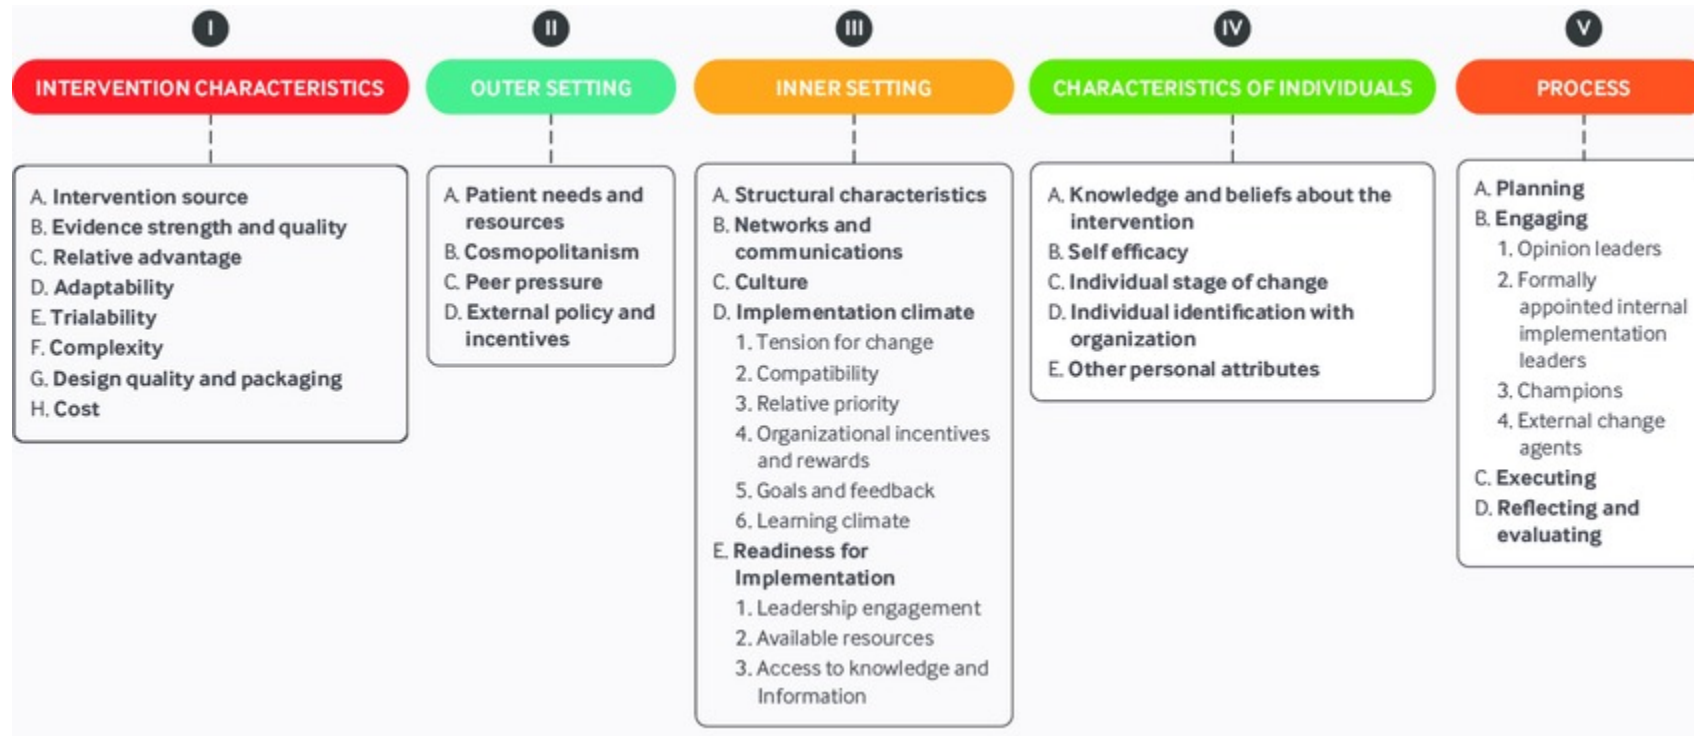 I
INTERVENTION CHARACTERISTICS
A. Intervention source
B. Evidence strength and quality
C. Relative advantage
D. Adaptability
E. Trialability
F. Complexity
G. Design quality and packaging
H. Cost
II
OUTER SETTING
A. Patient needs and
resources
B. Cosmopolitanism
C. Peer pressure
D. External policy and
incentives
III
INNER SETTING
A. Structural characteristics
B. Networks and
communications
C. Culture
D. Implementation climate
1. Tension for change
2. Compatibility
3. Relative priority
4. Organizational incentives
and rewards
5. Goals and feedback
6. Learning climate
E. Readiness for
Implementation
1. Leadership engagement
2. Available resources
3. Access to knowledge and
Information
IV
CHARACTERISTICS OF INDIVIDUALS
A. Knowledge and beliefs about the
intervention
B. Self efficacy
C. Individual stage of change
D. Individual identification with
organization
E. Other personal attributes
V
PROCESS
A. Planning
B. Engaging
1. Opinion leaders
2. Formally
appointed internal
implementation
leaders
3. Champions
4. External change
agents
C. Executing
D. Reflecting and
evaluating